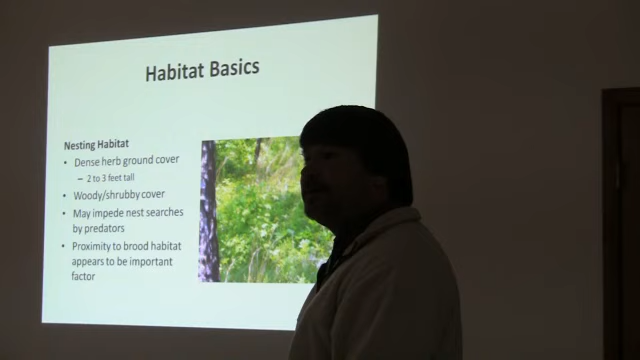 Habitat Basics
Nesting Habitat
• Dense herb ground cover
– 2 to 3 feet tall
• Woody/shrubby cover
• May impede nest searches
by predators
• Proximity to brood habitat
appears to be important
factor